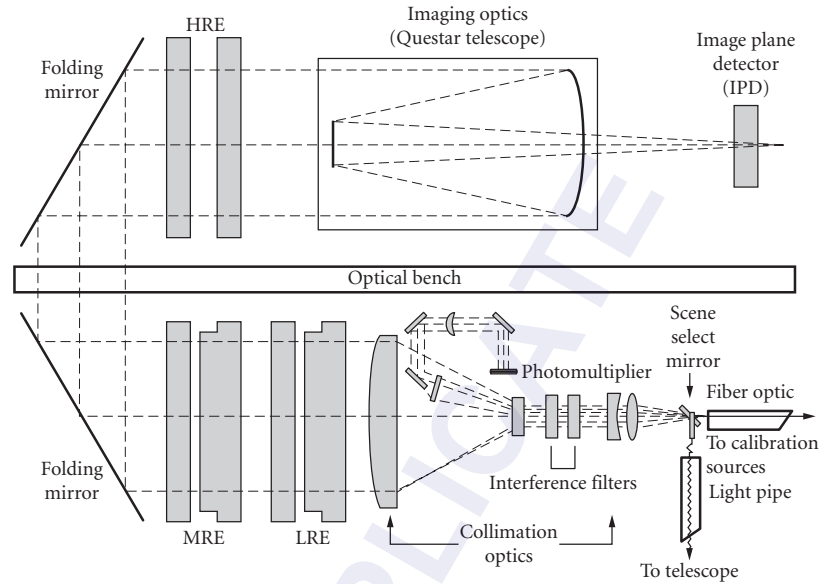 HRE
Imaging optics
(Questar telescope)
Image plane
detector
(IPD)
Folding
mirror
Optical bench
Scene
select
mirror
Photomultiplier
Fiber optic
To calibration
sources
Light pipe
Interference filters
Folding
mirror
MRE
LRE
Collimation
optics
To telescope
PLICATE